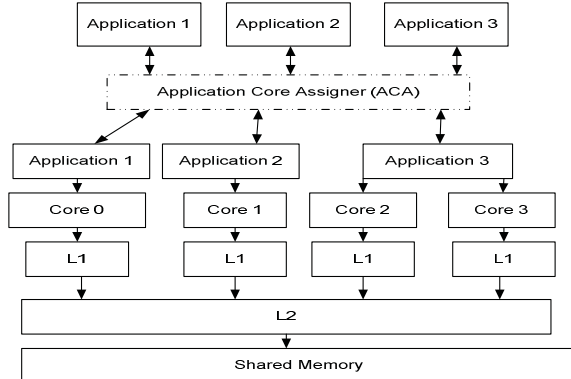 Application 1
Application 2
Application 3
Application Core Assigner (ACA)
Application 1
Application 2
Application 3
Core 0
Core 1
Core 2
Core 3
L1
L1
L1
L1
L2
Shared Memory